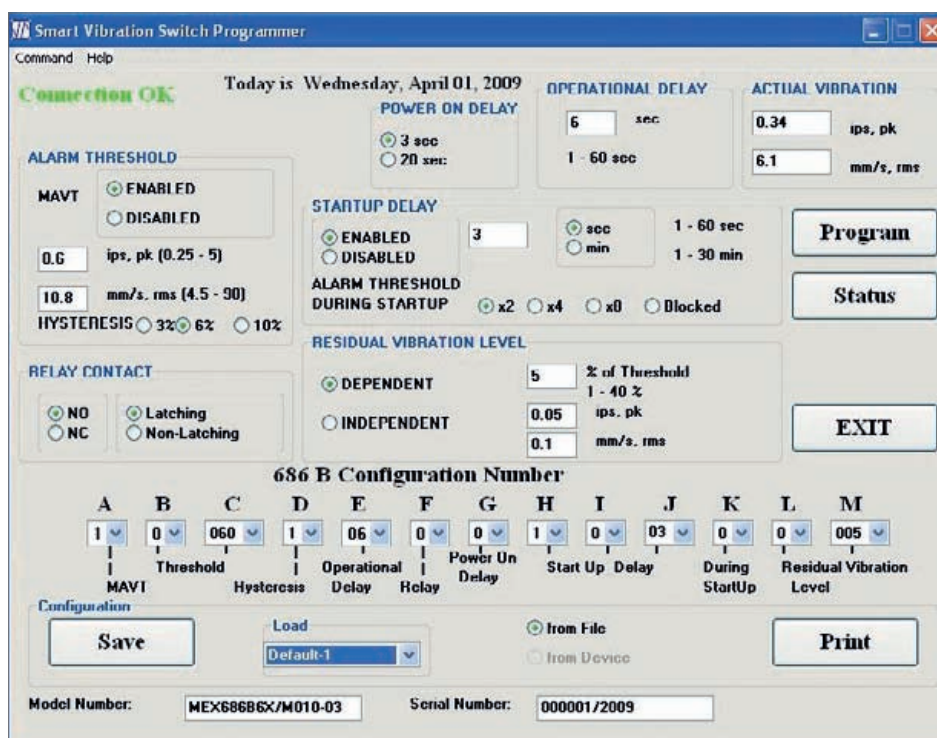 Smart Vibration Switch Programmer
Command Help
Connection OK
Today is Wednesday, April 01, 2009
POWER ON DELAY
3 sec
20 sec
OPERATIONAL DELAY
6 sec
1 - 60 sec
ACTUAL VIBRATION
0.34 ips, pk
6.1 mm/s, rms
ALARM THRESHOLD
MAVT
ENABLED
DISABLED
0.6 ips, pk (0.25 - 5)
10.8 mm/s. rms (4.5 - 90)
HYSTERESIS 3% 6% 10%
STARTUP DELAY
ENABLED
DISABLED
3
sec
min
1 - 60 sec
1 - 30 min
ALARM THRESHOLD
DURING STARTUP x2 x4 x8 Blocked
Program
Status
EXIT
RELAY CONTACT
NO
NC
Latching
Non-Latching
RESIDUAL VIBRATION LEVEL
DEPENDENT
INDEPENDENT
5 % of Threshold
1 - 40 %
0.05 ips. pk
0.1 mm/s. rms
686 B Configuration Number
A B C D E F G H I J K L M
1 0 060 1 06 0 0 1 0 03 0 0 005
MAVT
Threshold
Hysteresis
Operational
Delay
Relay
Power On
Delay
Start Up Delay
During
StartUp
Residual Vibration
Level
Configuration
Save
Load
Default-1
from File
from Device
Print
Model Number: MEX686B6X/M010-03 Serial Number: 000001/2009